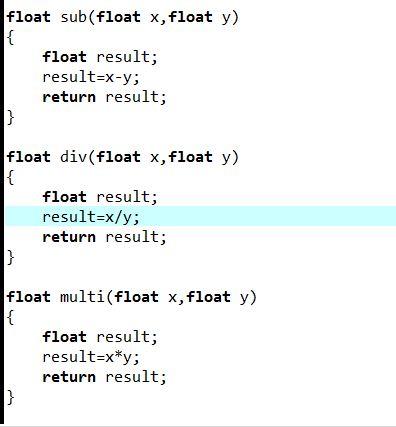 float sub(float x,float y)
{
    float result;
    result=x-y;
    return result;
}

float div(float x,float y)
{
    float result;
    result=x/y;
    return result;
}

float multi(float x,float y)
{
    float result;
    result=x*y;
    return result;
}